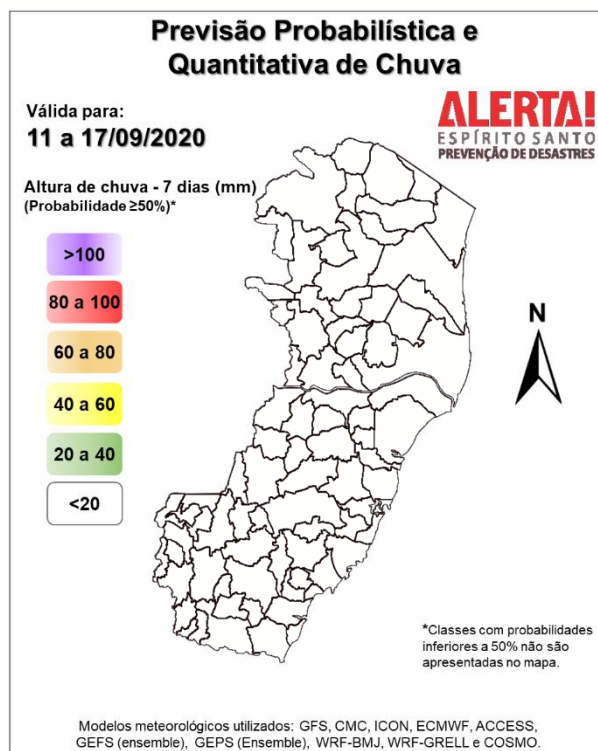 Previsão Probabilística e
Quantitativa de Chuva
Válida para:
11 a 17/09/2020
ALERTA!
ESPÍRITO SANTO
PREVENÇÃO DE DESASTRES
Altura de chuva - 7 dias (mm)
(Probabilidade ≥50%)*
>100
80 a 100
60 a 80
40 a 60
20 a 40
<20
N
*Classes com probabilidades
inferiores a 50% não são
apresentadas no mapa.
Modelos meteorológicos utilizados: GFS, CMC, ICON, ECMWF, ACCESS,
GEFS (ensemble), GEPS (Ensemble), WRF-BMJ, WRF-GRELL e COSMO.